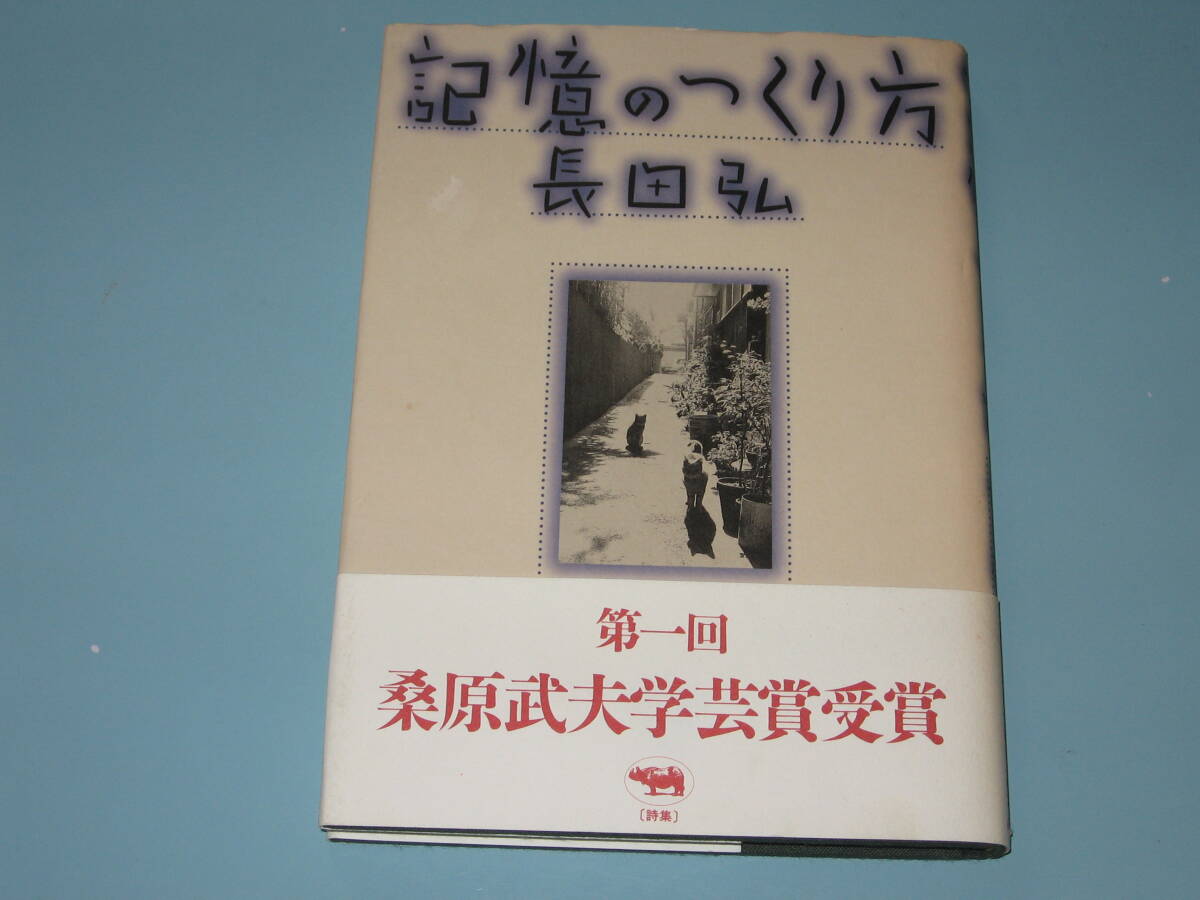 記憶のつくり方
長田弘
第一回
桑原武夫学芸賞受賞
〔詩集〕